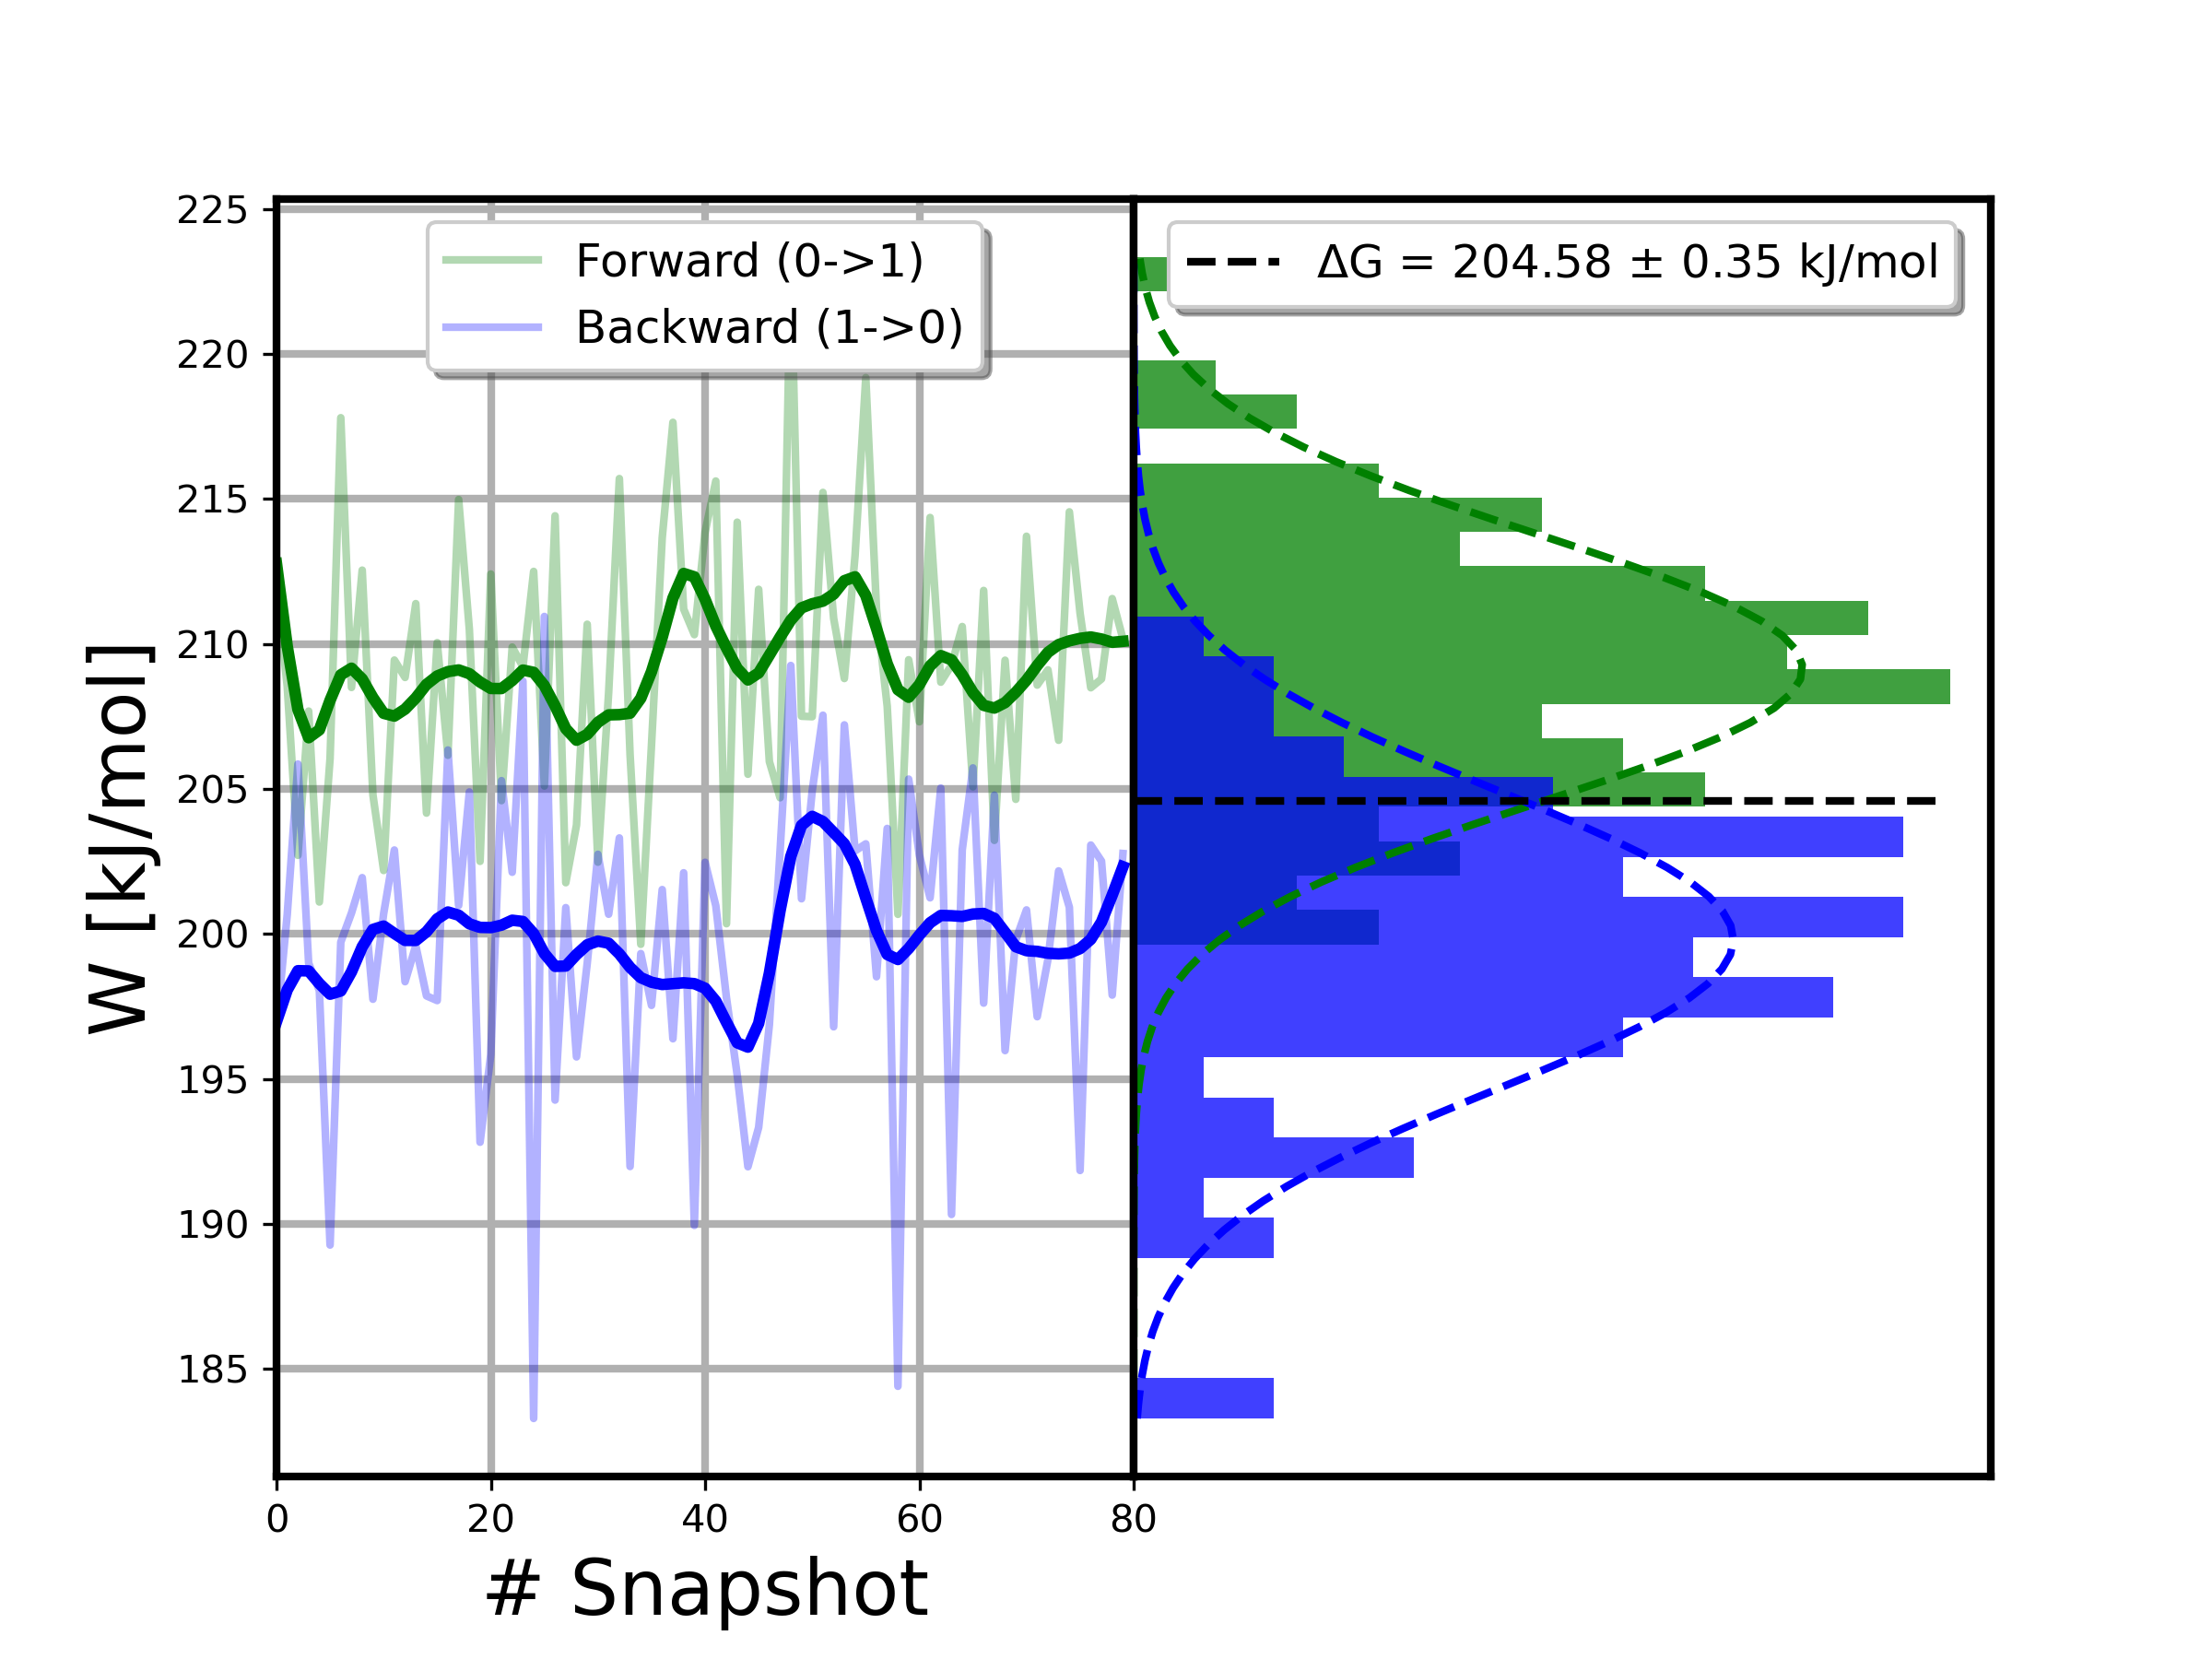 Forward (0->1)
Backward (1->0)
ΔG = 204.58 ± 0.35 kJ/mol
W [kJ/mol]
225
220
215
210
205
200
195
190
185
0 20 40 60 80
# Snapshot